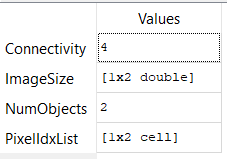 Values
Connectivity 4
ImageSize [1x2 double]
NumObjects 2
PixelIdxList [1x2 cell]